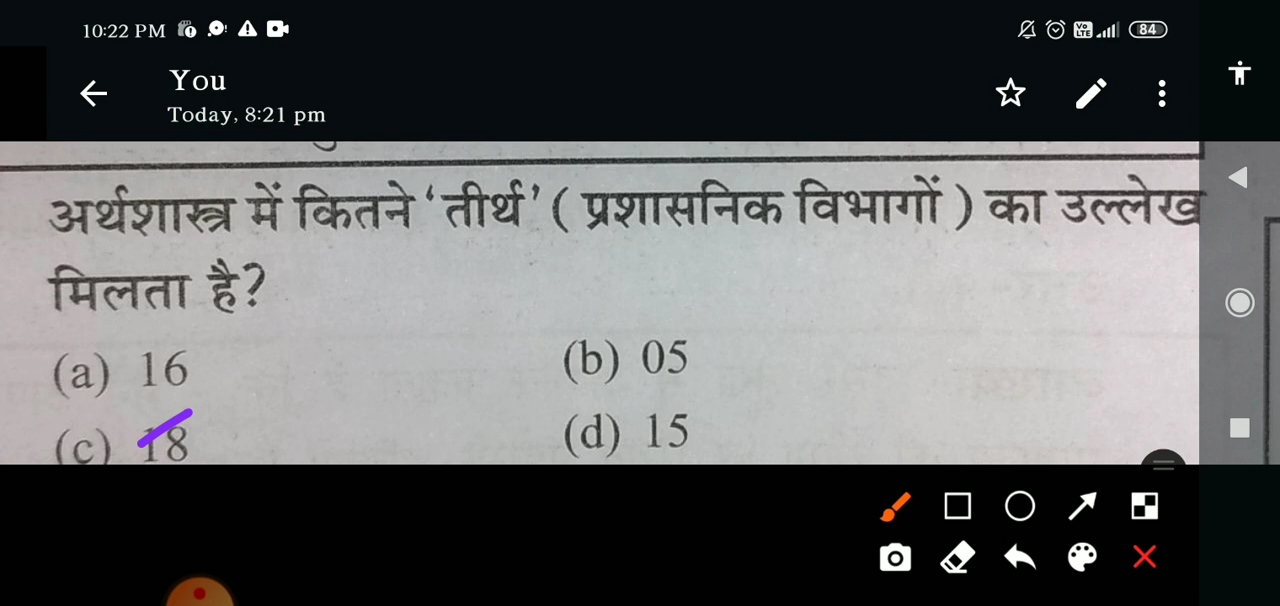 10:22 PM
84
You
Today, 8:21 pm
अर्थशास्त्र में कितने ‘तीर्थ’ ( प्रशासनिक विभागों ) का उल्लेख
मिलता है?
(a) 16 (b) 05
(c) 18 (d) 15